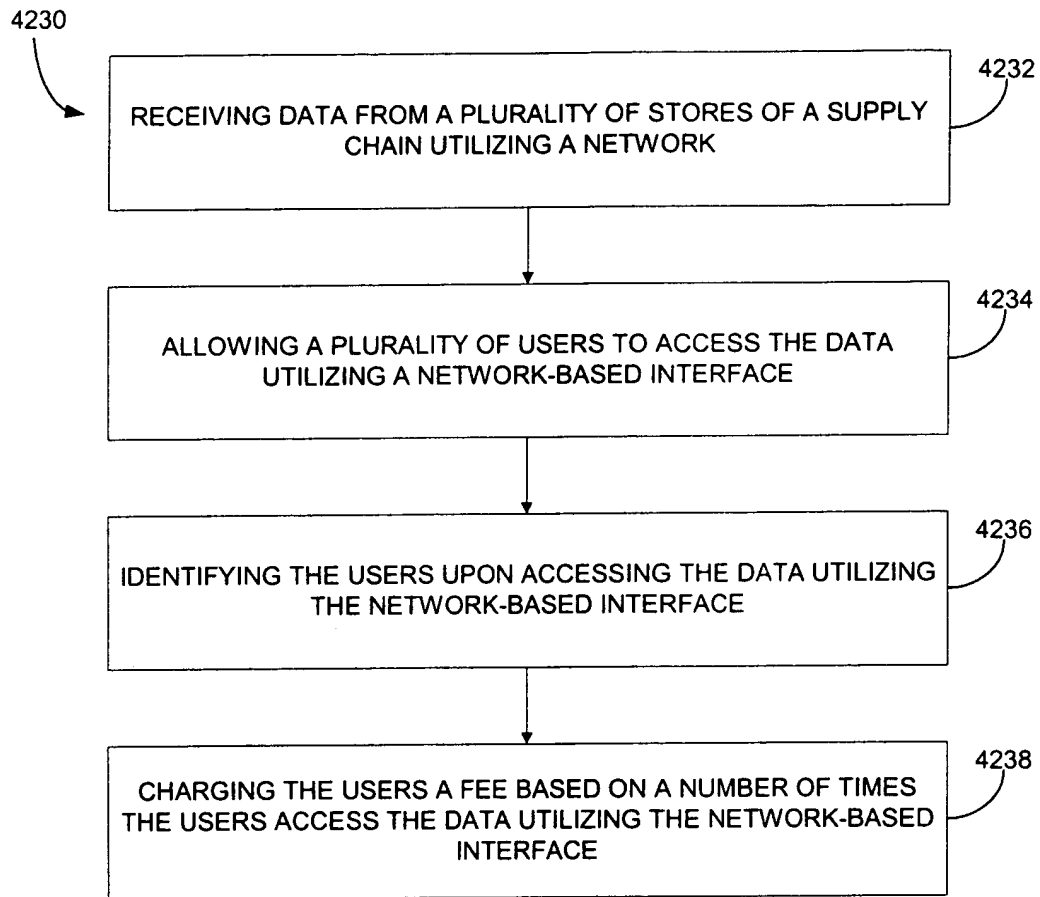 4230
4232
RECEIVING DATA FROM A PLURALITY OF STORES OF A SUPPLY
CHAIN UTILIZING A NETWORK
4234
ALLOWING A PLURALITY OF USERS TO ACCESS THE DATA
UTILIZING A NETWORK-BASED INTERFACE
4236
IDENTIFYING THE USERS UPON ACCESSING THE DATA UTILIZING
THE NETWORK-BASED INTERFACE
4238
CHARGING THE USERS A FEE BASED ON A NUMBER OF TIMES
THE USERS ACCESS THE DATA UTILIZING THE NETWORK-BASED
INTERFACE